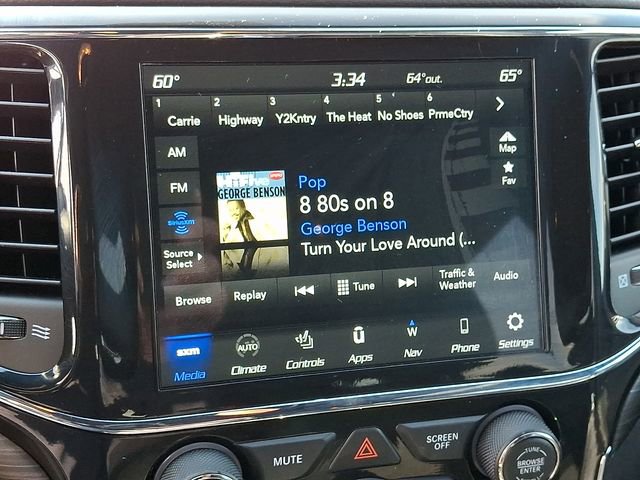 60° 3:34 64°out. 65°
1 Carrie 2 Highway 3 Y2Kntry 4 The Heat 5 No Shoes 6 PrmeCtry
AM
Map
FM
Fav
SiriusXM
GEORGE BENSON
Pop
8 80s on 8
George Benson
Turn Your Love Around (...
Source
Select
Browse Replay Tune Traffic &
Weather Audio
sxm AUTO W
Media Climate Controls Apps Nav Phone Settings
MUTE SCREEN
OFF
TUNE
BROWSE
ENTER